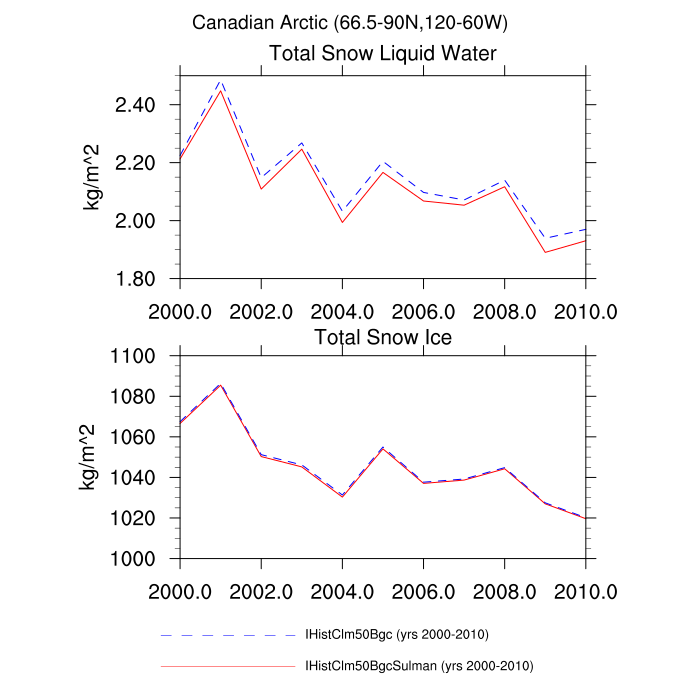 Canadian Arctic (66.5-90N,120-60W)
Total Snow Liquid Water
2.40
2.20
2.00
1.80
kg/m^2
2000.0 2002.0 2004.0 2006.0 2008.0 2010.0
Total Snow Ice
1100
1080
1060
1040
1020
1000
kg/m^2
2000.0 2002.0 2004.0 2006.0 2008.0 2010.0
IHistClm50Bgc (yrs 2000-2010)
IHistClm50BgcSulman (yrs 2000-2010)